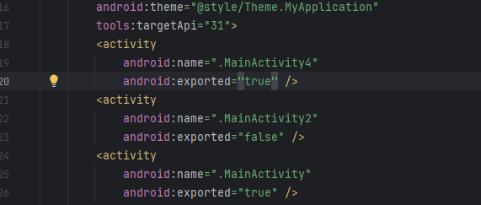 16 android:theme="@style/Theme.MyApplication"
17 tools:targetApi="31">
18 <activity
19 android:name=".MainActivity4"
20 android:exported="true" />
21 <activity
22 android:name=".MainActivity2"
23 android:exported="false" />
24 <activity
25 android:name=".MainActivity"
26 android:exported="true" />